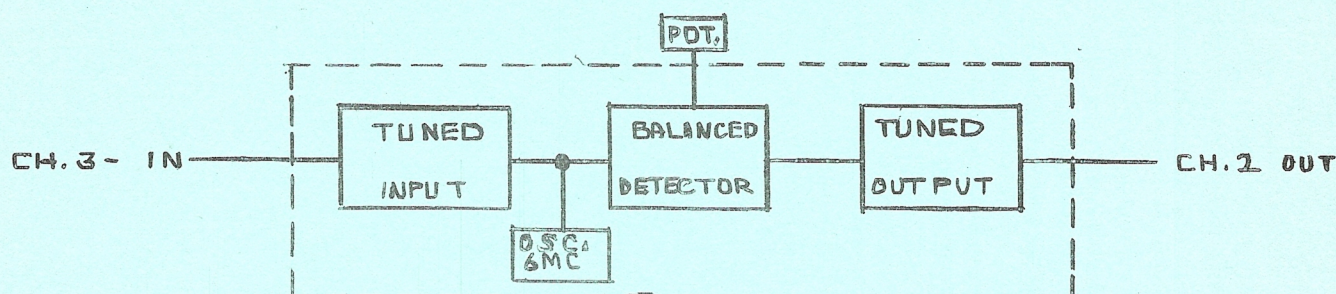 POT.
CH. 3 - IN
TUNED
INPUT
OSC.
6MC
BALANCED
DETECTOR
TUNED
OUTPUT
CH. 2 OUT